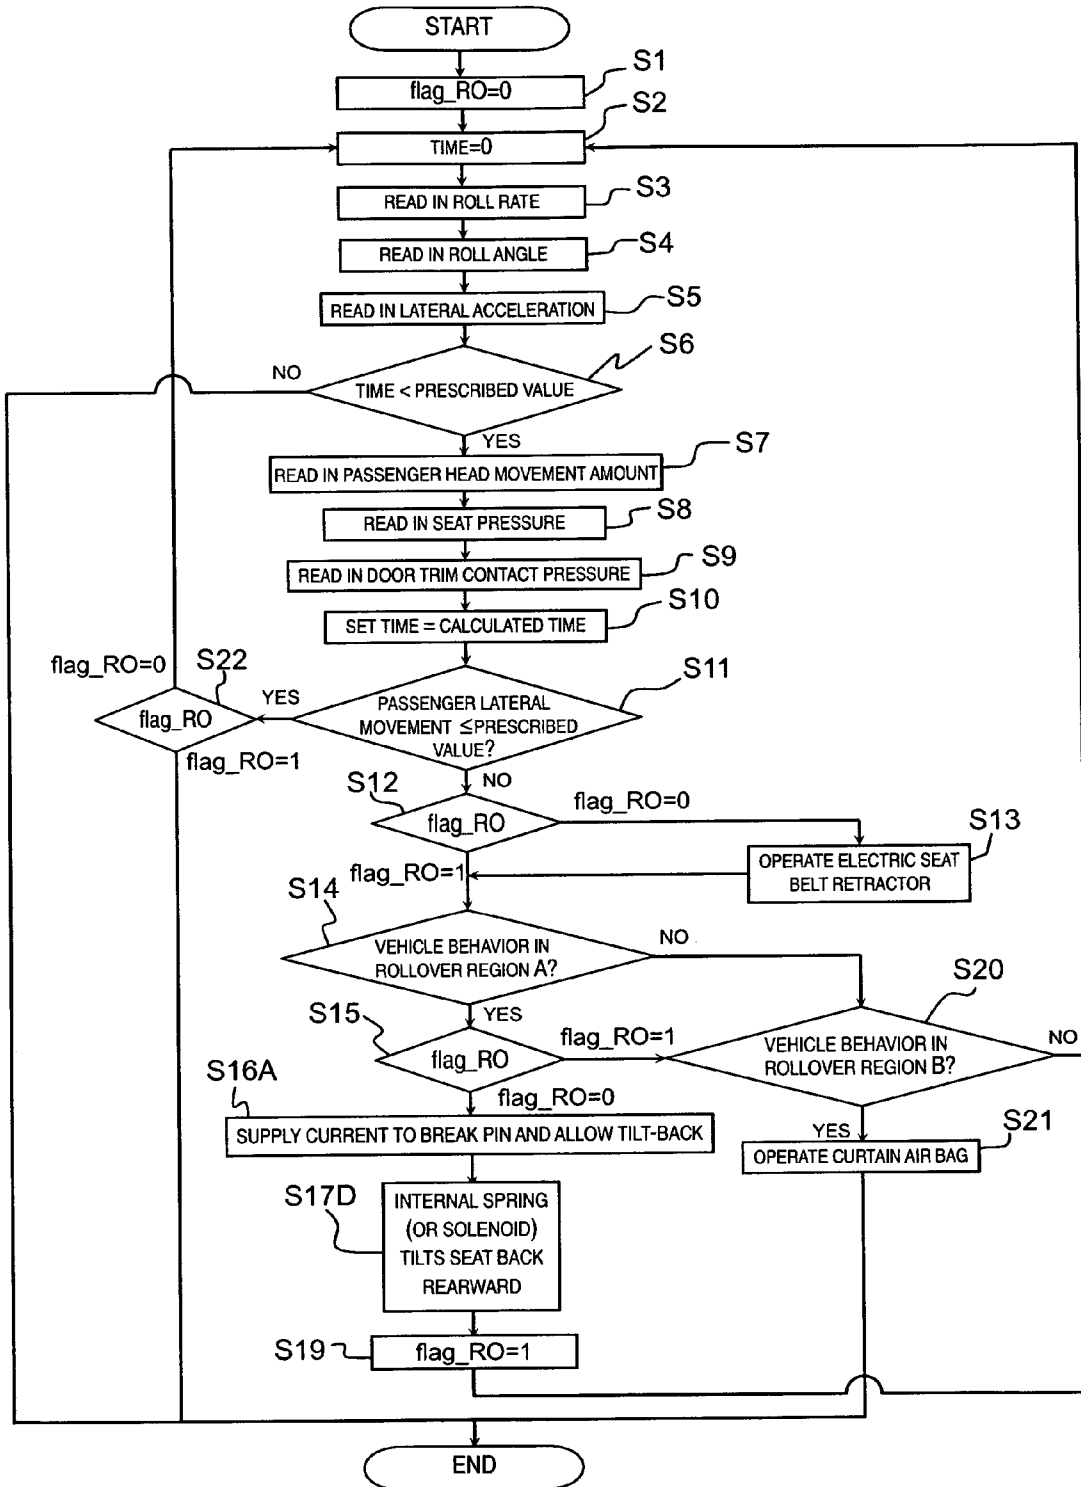 START
S1
flag_RO=0
S2
TIME=0
S3
READ IN ROLL RATE
S4
READ IN ROLL ANGLE
S5
READ IN LATERAL ACCELERATION
S6
NO
TIME < PRESCRIBED VALUE
YES
S7
READ IN PASSENGER HEAD MOVEMENT AMOUNT
S8
READ IN SEAT PRESSURE
S9
READ IN DOOR TRIM CONTACT PRESSURE
S10
SET TIME = CALCULATED TIME
flag_RO=0
S22
S11
YES
flag_RO
PASSENGER LATERAL
MOVEMENT ≤PRESCRIBED
VALUE?
flag_RO=1
NO
S12
flag_RO=0
flag_RO
S13
OPERATE ELECTRIC SEAT
BELT RETRACTOR
flag_RO=1
S14
VEHICLE BEHAVIOR IN
ROLLOVER REGION A?
NO
YES
S20
S15
flag_RO
flag_RO=1
VEHICLE BEHAVIOR IN
ROLLOVER REGION B?
NO
flag_RO=0
S16A
SUPPLY CURRENT TO BREAK PIN AND ALLOW TILT-BACK
YES
S21
OPERATE CURTAIN AIR BAG
S17D
INTERNAL SPRING
(OR SOLENOID)
TILTS SEAT BACK
REARWARD
S19
flag_RO=1
END